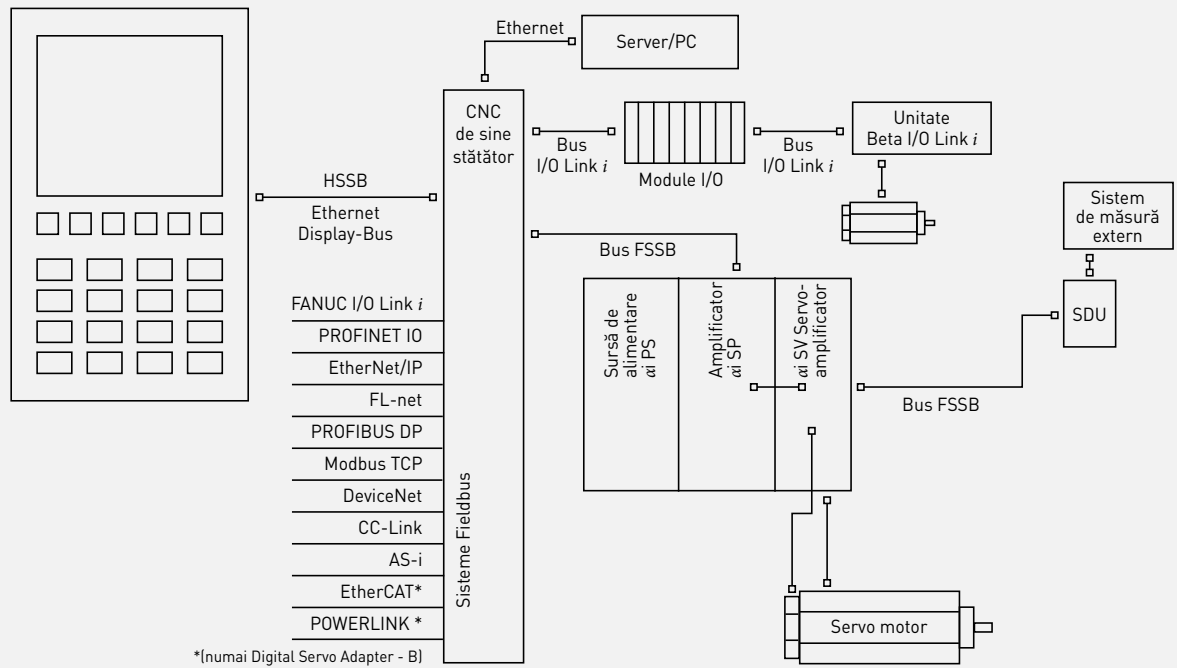 Ethernet
Server/PC
CNC
de sine
stătător
Bus
I/O Link i
Module I/O
Bus
I/O Link i
Unitate
Beta I/O Link i
HSSB
Ethernet
Display-Bus
Sistem
de măsură
extern
Bus FSSB
SDU
Sursă de
alimentare
αi PS
Amplificator
αi SP
αi SV Servo-
amplificator
Bus FSSB
FANUC I/O Link i
PROFINET IO
EtherNet/IP
FL-net
PROFIBUS DP
Modbus TCP
DeviceNet
CC-Link
AS-i
EtherCAT*
POWERLINK *
Sisteme Fieldbus
Servo motor
*(numai Digital Servo Adapter - B)